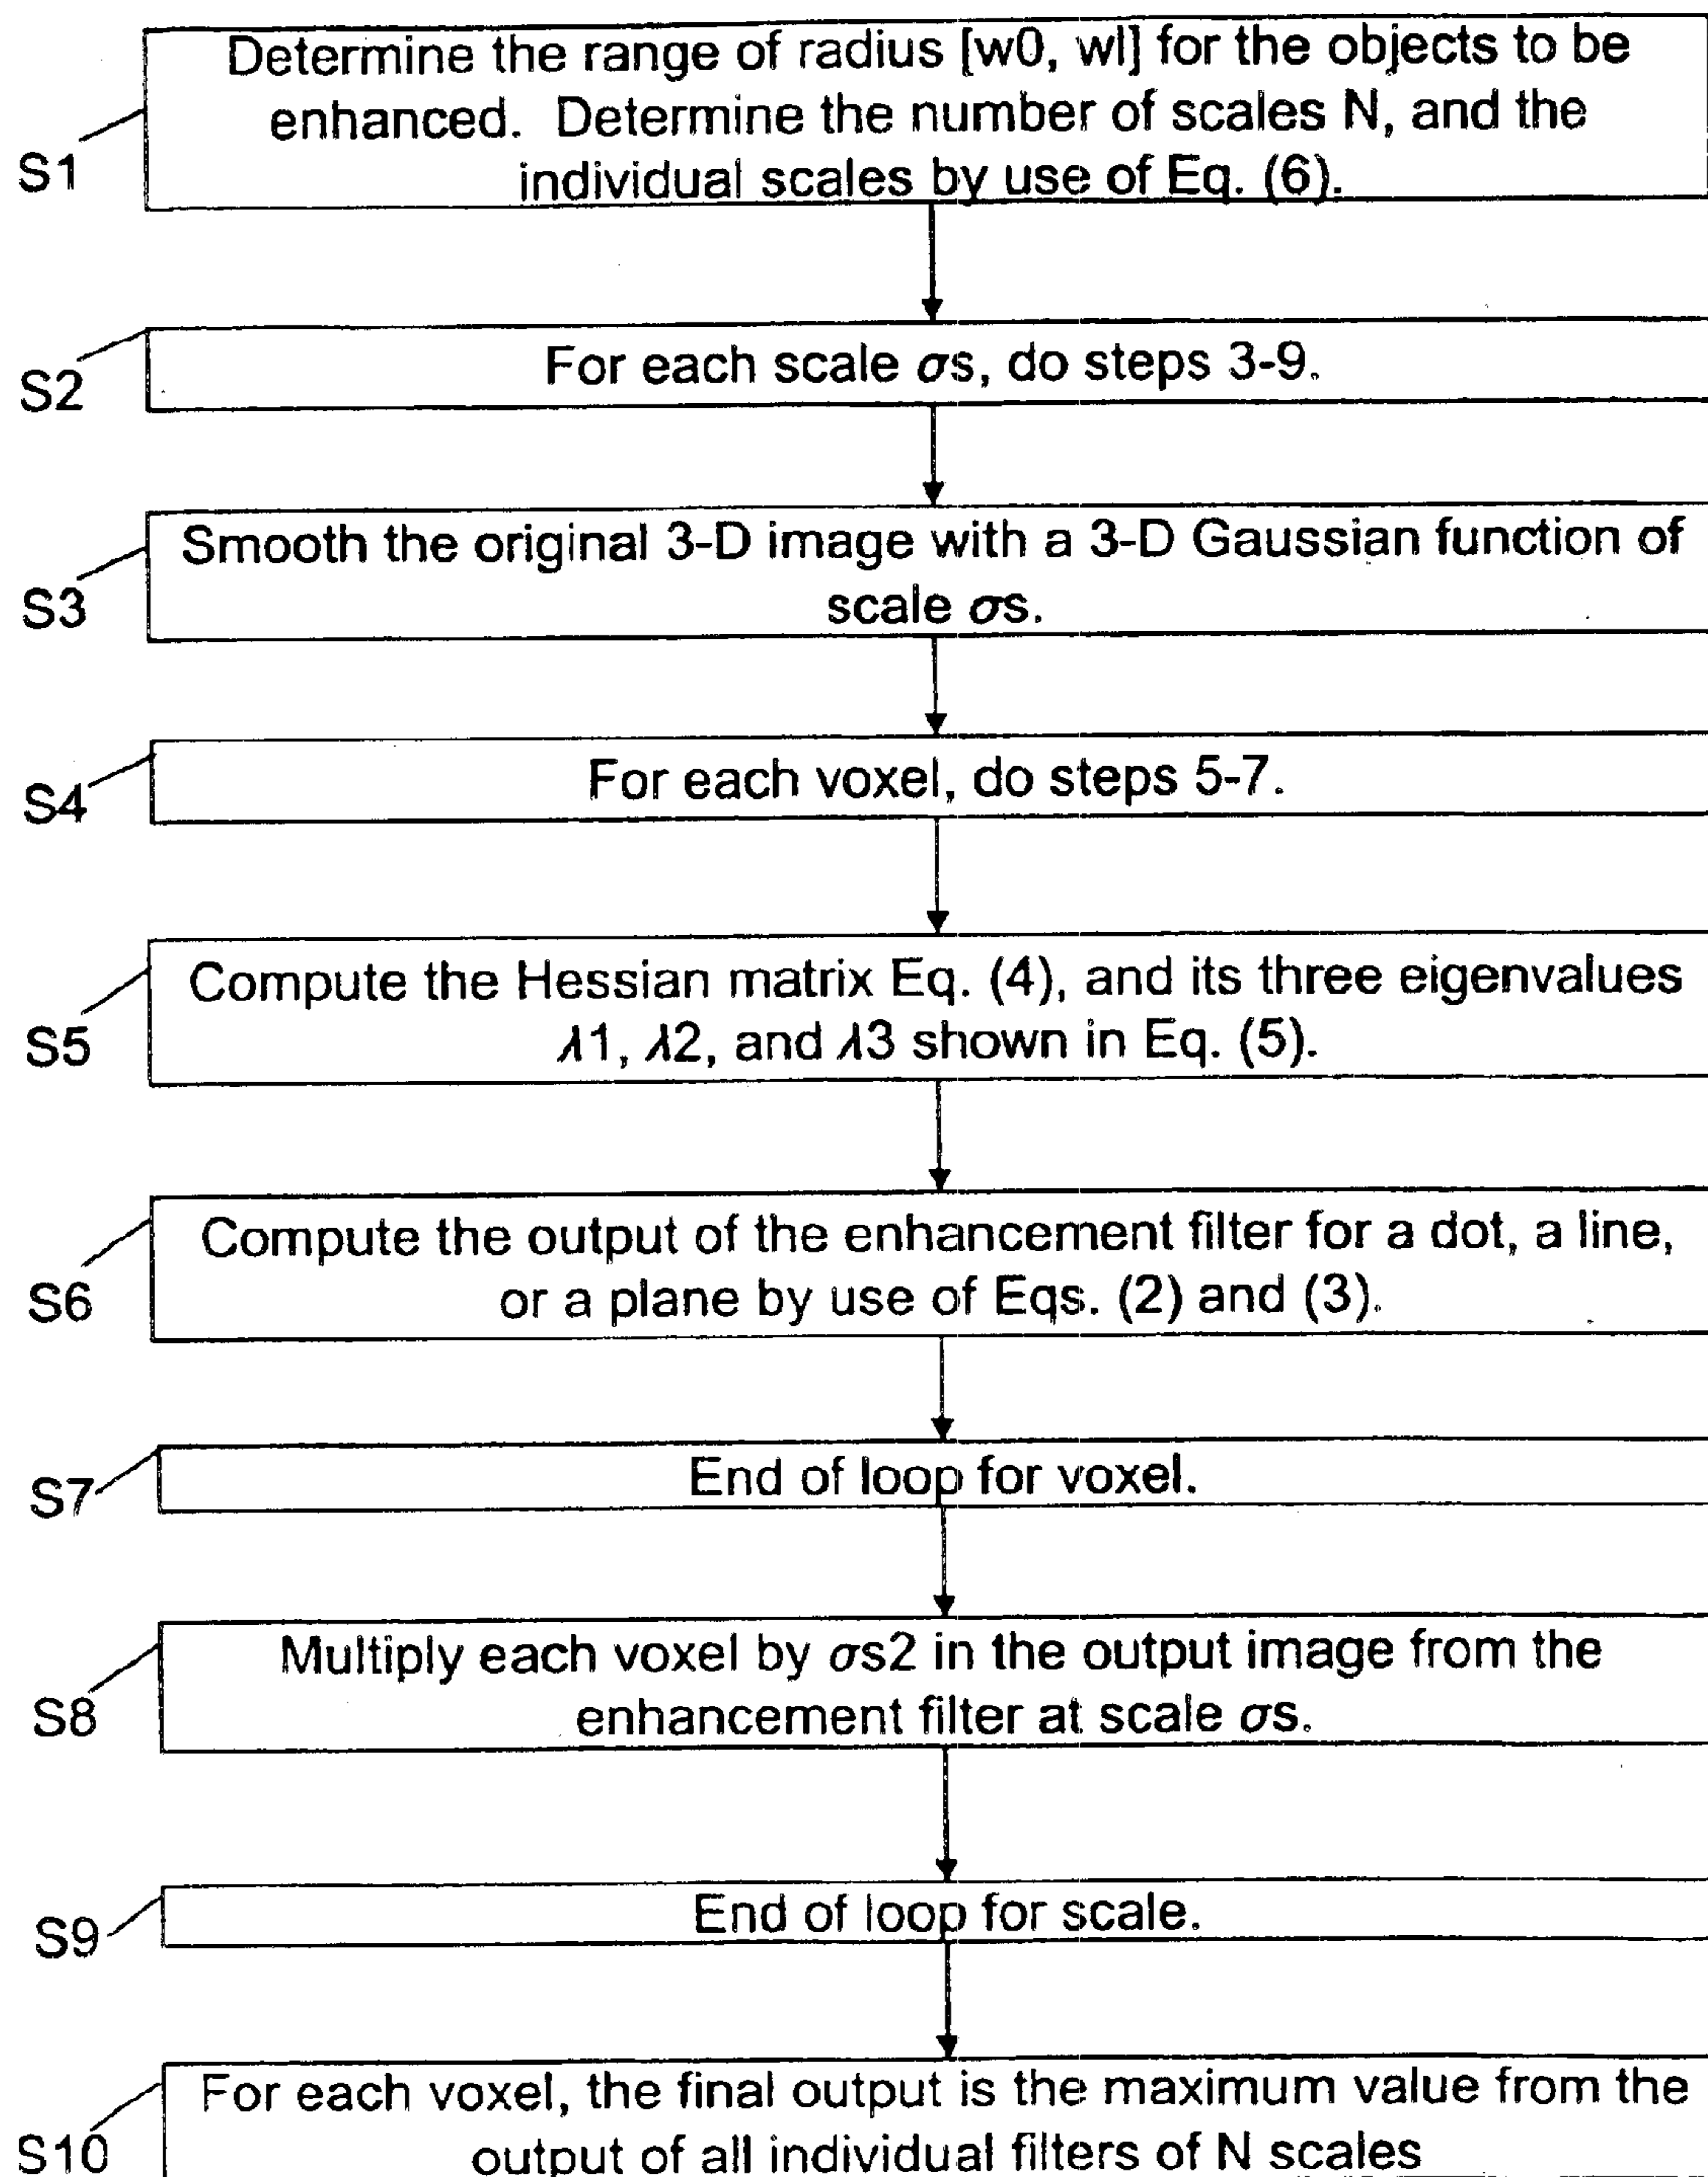 Determine the range of radius [w0, wl] for the objects to be
enhanced. Determine the number of scales N, and the
individual scales by use of Eq. (6).
S1
For each scale σs, do steps 3-9.
S2
Smooth the original 3-D image with a 3-D Gaussian function of
scale σs.
S3
For each voxel, do steps 5-7.
S4
Compute the Hessian matrix Eq. (4), and its three eigenvalues
λ1, λ2, and λ3 shown in Eq. (5).
S5
Compute the output of the enhancement filter for a dot, a line,
or a plane by use of Eqs. (2) and (3).
S6
End of loop for voxel.
S7
Multiply each voxel by σs2 in the output image from the
enhancement filter at scale σs.
S8
End of loop for scale.
S9
For each voxel, the final output is the maximum value from the
output of all individual filters of N scales
S10